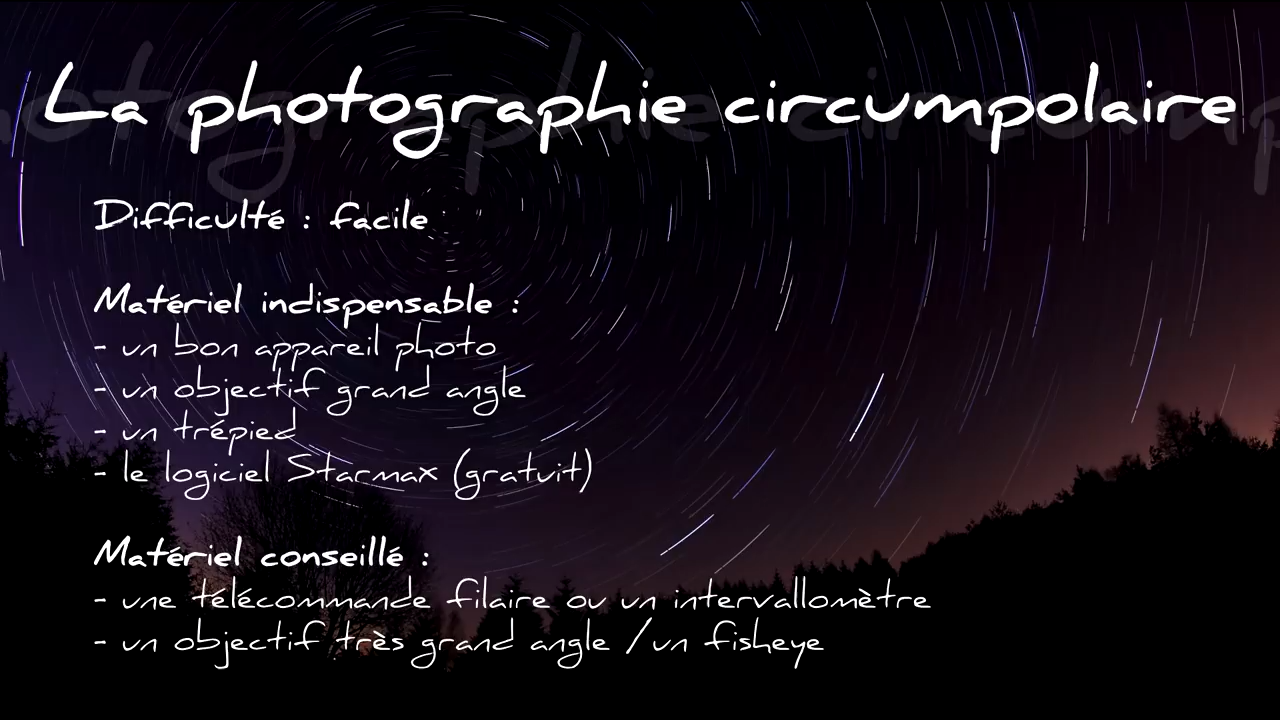 La photographie circumpolaire
Difficulté : facile
Matériel indispensable :
- un bon appareil photo
- un objectif grand angle
- un trépied
- le logiciel Starmax (gratuit)
Matériel conseillé :
- une télécommande filaire ou un intervallomètre
- un objectif très grand angle / un fisheye